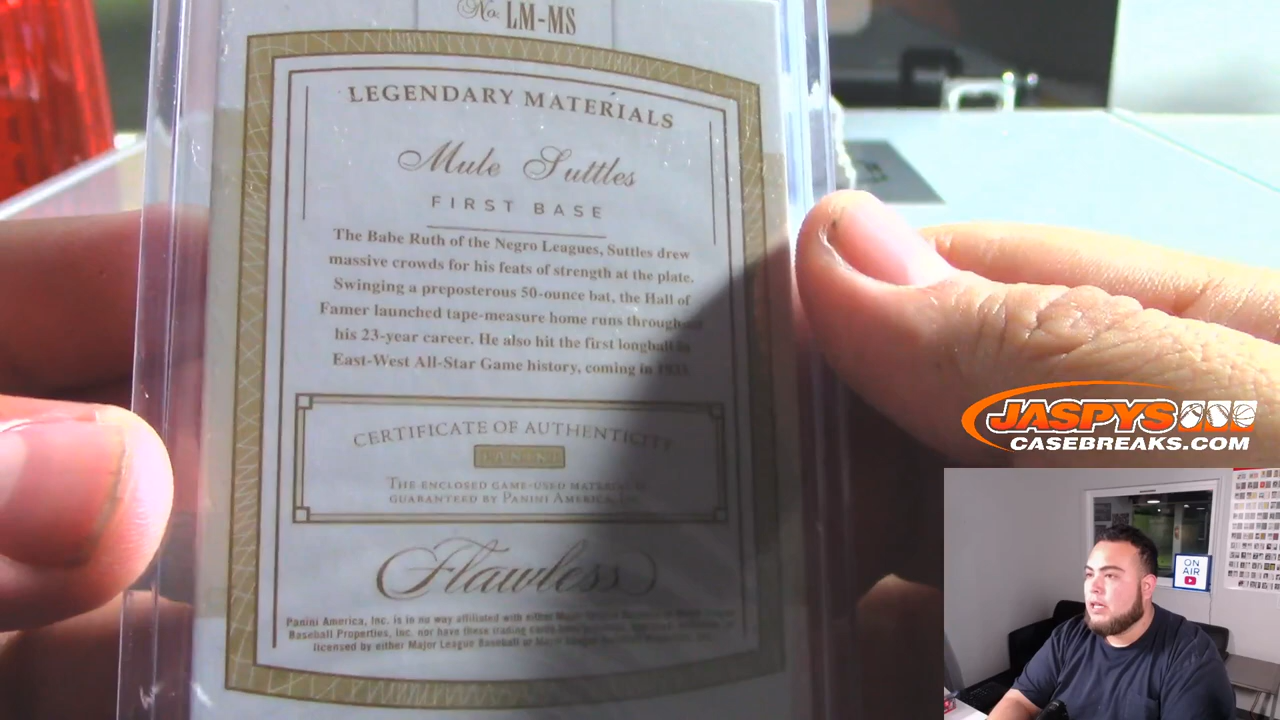 No. LM-MS
LEGENDARY MATERIALS
Mule Suttles
FIRST BASE
The Babe Ruth of the Negro Leagues, Suttles drew
massive crowds for his feats of strength at the plate.
Swinging a preposterous 50-ounce bat, the Hall of
Famer launched tape-measure home runs throughout
his 23-year career. He also hit the first longball in
East-West All-Star Game history, coming in 1933.
CERTIFICATE OF AUTHENTICITY
PANINI
THE ENCLOSED GAME-USED MATERIAL IS
GUARANTEED BY PANINI AMERICA, INC.
Flawless
Panini America, Inc. is in no way affiliated with either Major League
Baseball Properties, Inc. nor have these trading cards been
licensed by either Major League Baseball or Major League
JASPYS
CASEBREAKS.COM
ON
AIR